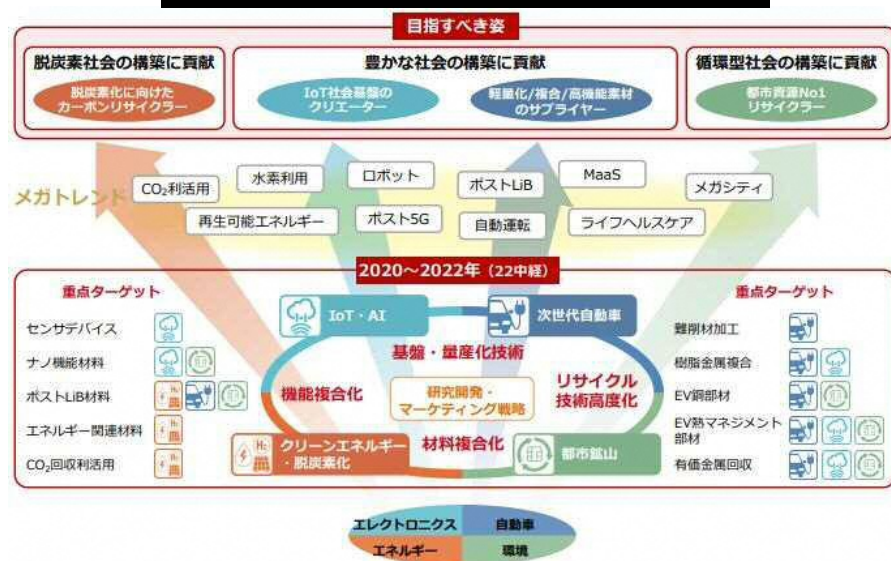 目指すべき姿
脱炭素社会の構築に貢献
豊かな社会の構築に貢献
循環型社会の構築に貢献
脱炭素化に向けた
カーボンリサイクラー
IoT社会基盤の
クリエーター
軽量化/複合/高機能素材
のサプライヤー
都市資源No1
リサイクラー
メガトレンド
CO₂利活用
水素利用
ロボット
ポストLiB
MaaS
メガシティ
再生可能エネルギー
ポスト5G
自動運転
ライフヘルスケア
2020~2022年(22中経)
重点ターゲット
センサデバイス
ナノ機能材料
ポストLiB材料
エネルギー関連材料
CO₂回収利活用
IoT・AI
次世代自動車
基盤・量産化技術
機能複合化
研究開発・
マーケティング戦略
リサイクル
技術高度化
材料複合化
H₂
クリーンエネルギー
・脱炭素化
都市鉱山
重点ターゲット
難削材加工
樹脂金属複合
EV銅部材
EV熱マネジメント
部材
有価金属回収
エレクトロニクス
自動車
エネルギー
環境